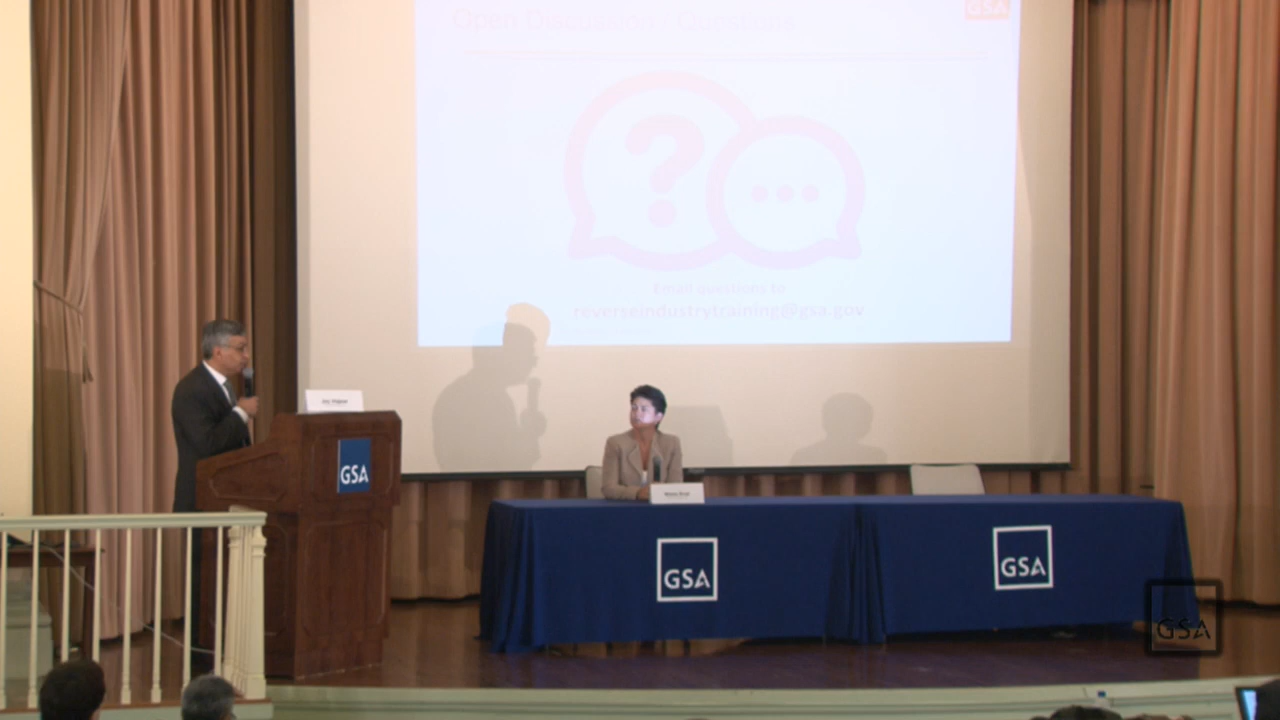 Open Discussion - Questions
GSA
Email questions to
reverseindustrytraining@gsa.gov
GSA
GSA
GSA
GSA